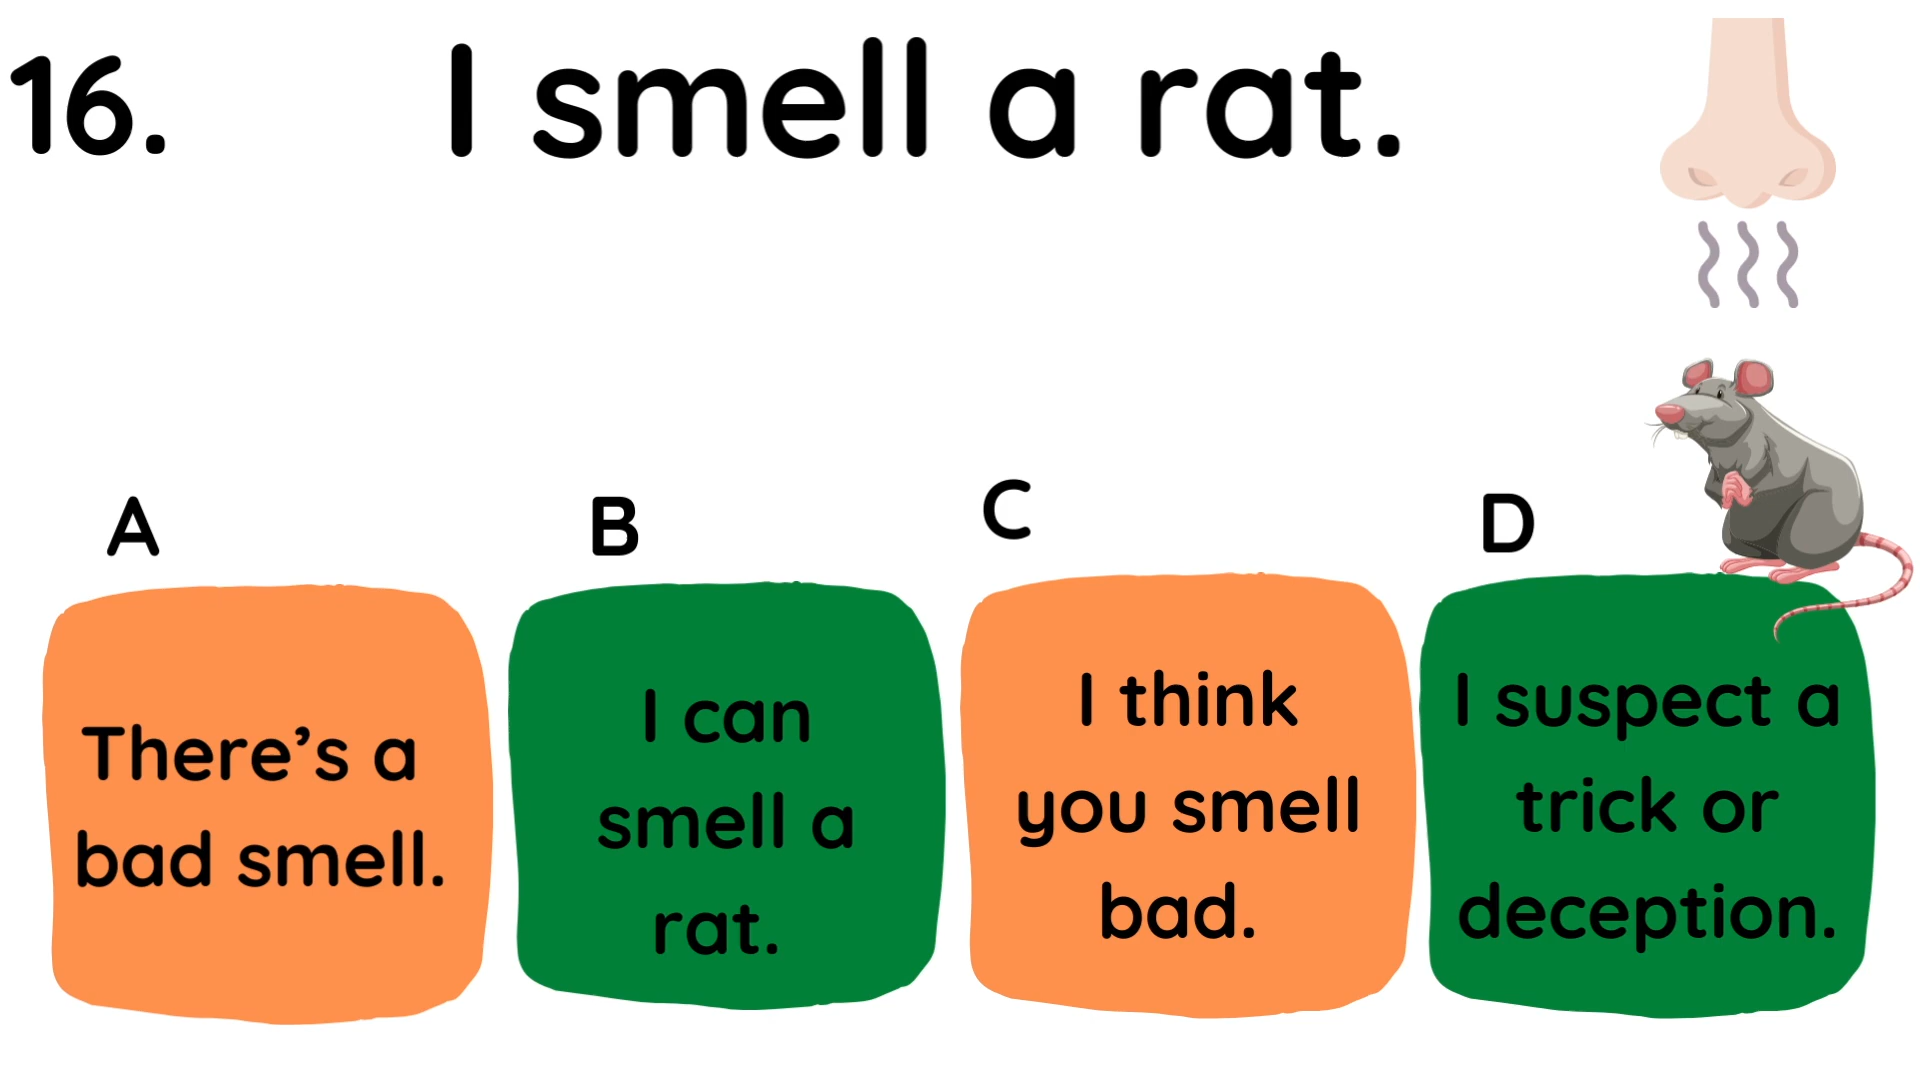 16. I smell a rat.
A
There’s a
bad smell.
B
I can
smell a
rat.
C
I think
you smell
bad.
D
I suspect a
trick or
deception.